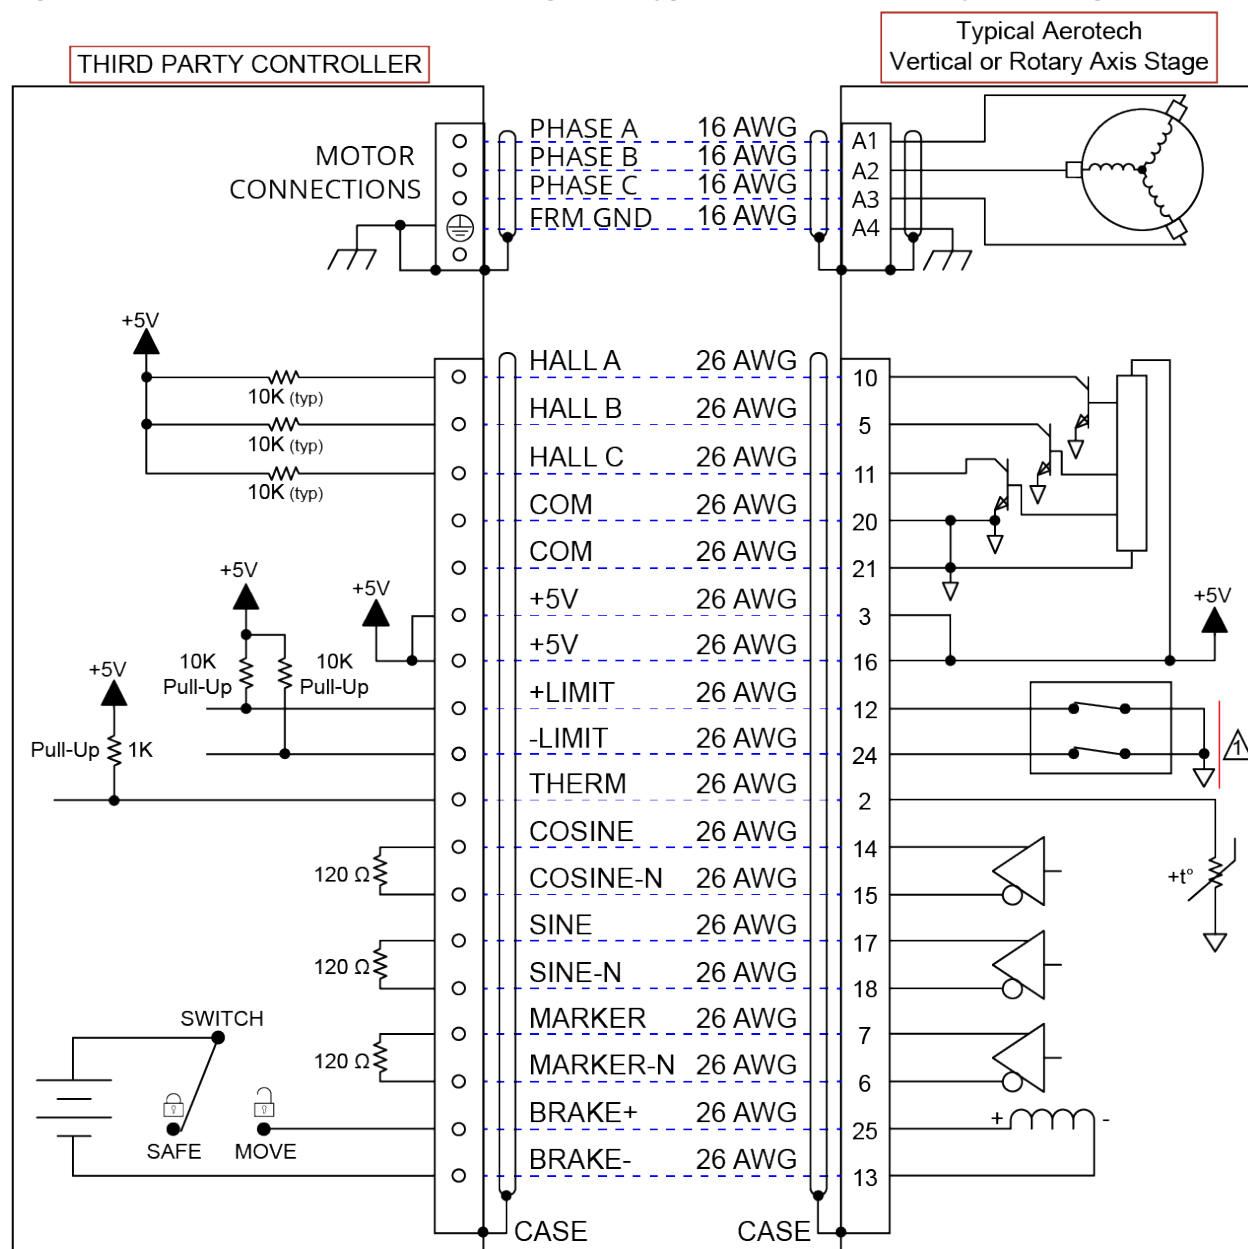 Typical Aerotech
Vertical or Rotary Axis Stage
THIRD PARTY CONTROLLER
MOTOR
CONNECTIONS
PHASE A 16 AWG A1
PHASE B 16 AWG A2
PHASE C 16 AWG A3
FRM GND 16 AWG A4
+5V
10K (typ)
10K (typ)
10K (typ)
HALL A 26 AWG 10
HALL B 26 AWG 5
HALL C 26 AWG 11
COM 26 AWG 20
COM 26 AWG 21
+5V 26 AWG 3
+5V 26 AWG 16
+LIMIT 26 AWG 12
-LIMIT 26 AWG 24
THERM 26 AWG 2
COSINE 26 AWG 14
COSINE-N 26 AWG 15
SINE 26 AWG 17
SINE-N 26 AWG 18
MARKER 26 AWG 7
MARKER-N 26 AWG 6
BRAKE+ 26 AWG 25
BRAKE- 26 AWG 13
CASE CASE
+5V
+5V
10K
Pull-Up
10K
Pull-Up
+5V
Pull-Up 1K
120 Ω
120 Ω
120 Ω
SWITCH
SAFE MOVE
+5V
1
+t°
+ -